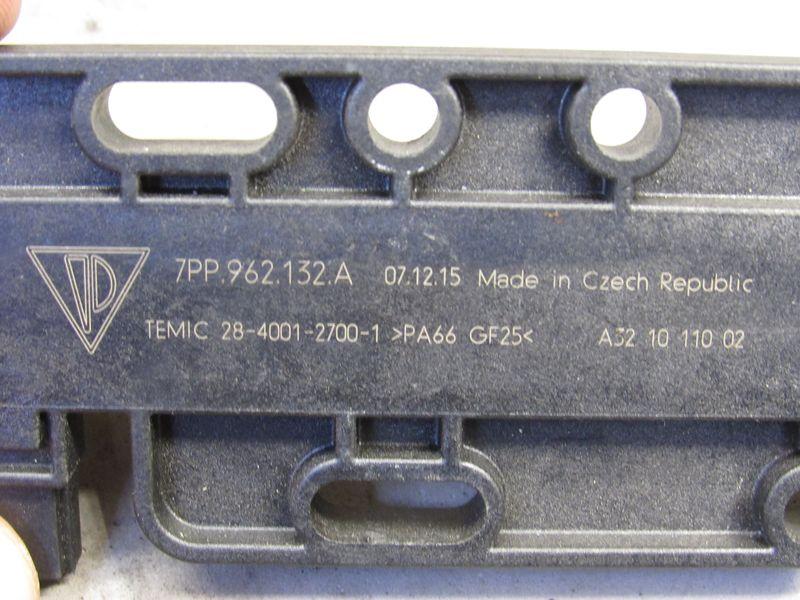 7PP.962.132.A 07.12.15 Made in Czech Republic
TEMIC 28-4001-2700-1 >PA66 GF25< A32 10 110 02